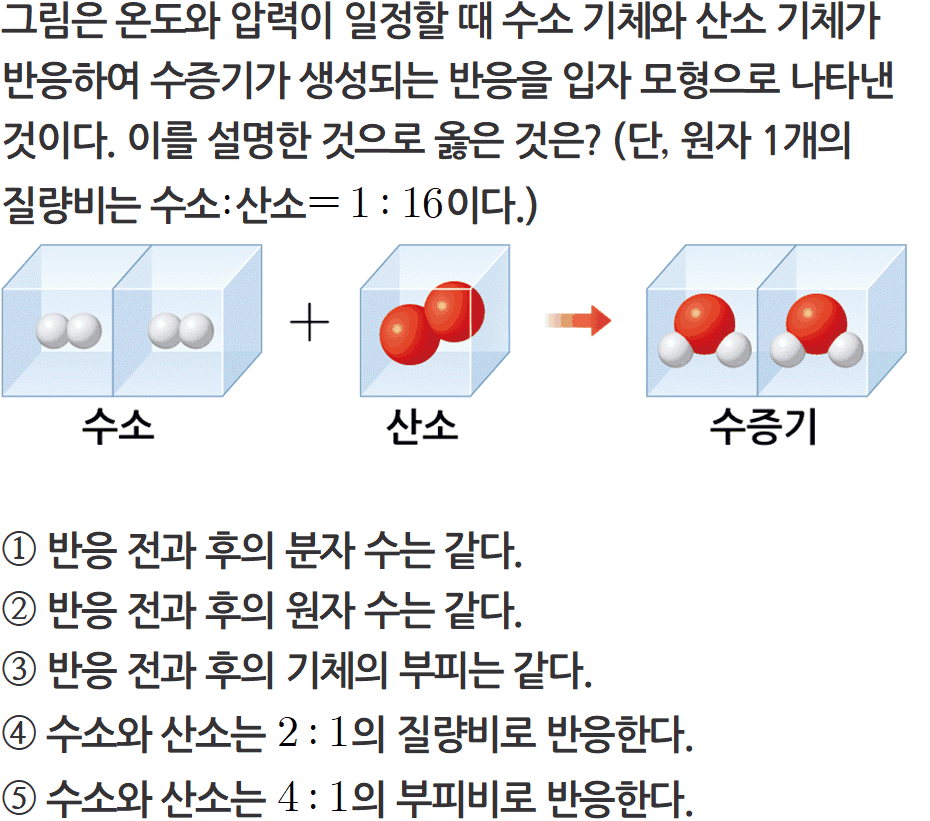 그림은 온도와 압력이 일정할 때 수소 기체와 산소 기체가
반응하여 수증기가 생성되는 반응을 입자 모형으로 나타낸
것이다. 이를 설명한 것으로 옳은 것은? (단, 원자 1개의
질량비는 수소:산소= 1 : 16이다.)
+
수소 산소 수증기
① 반응 전과 후의 분자 수는 같다.
② 반응 전과 후의 원자 수는 같다.
③ 반응 전과 후의 기체의 부피는 같다.
④ 수소와 산소는 2 : 1의 질량비로 반응한다.
⑤ 수소와 산소는 4 : 1의 부피비로 반응한다.